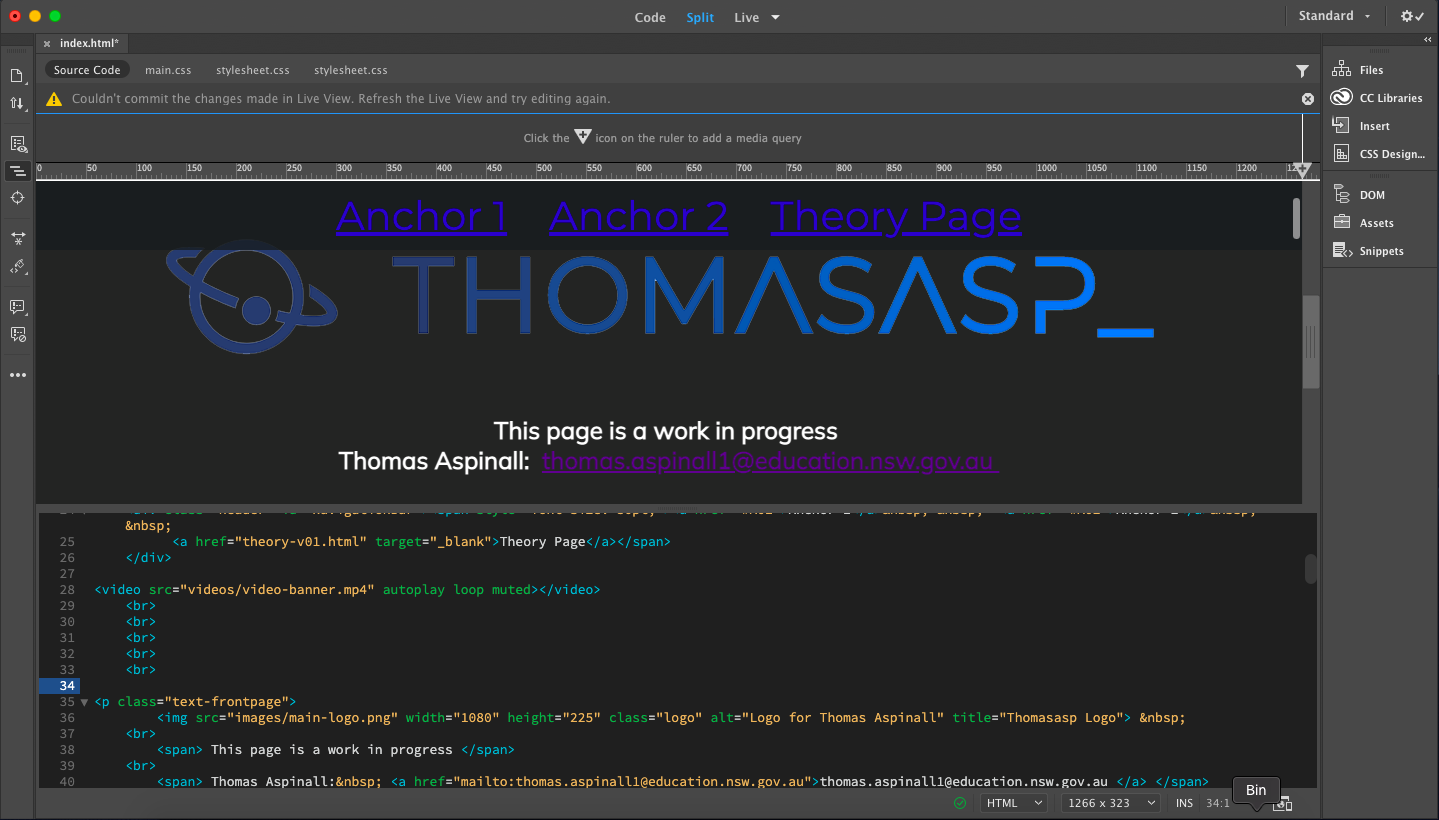 Code Split Live
Standard
index.html*
Source Code main.css stylesheet.css stylesheet.css
Couldn't commit the changes made in Live View. Refresh the Live View and try editing again.
Click the icon on the ruler to add a media query
0 50 100 150 200 250 300 350 400 450 500 550 600 650 700 750 800 850 900 950 1000 1050 1100 1150 1200
Anchor 1 Anchor 2 Theory Page
THOMASASP_
This page is a work in progress
Thomas Aspinall: thomas.aspinall1@education.nsw.gov.au
&nbsp;
25 <a href="theory-v01.html" target="_blank">Theory Page</a></span>
26 </div>
27
28 <video src="videos/video-banner.mp4" autoplay loop muted></video>
29 <br>
30 <br>
31 <br>
32 <br>
33 <br>
34
35 <p class="text-frontpage">
36 <img src="images/main-logo.png" width="1080" height="225" class="logo" alt="Logo for Thomas Aspinall" title="Thomasasp Logo"> &nbsp;
37 <br>
38 <span> This page is a work in progress </span>
39 <br>
40 <span> Thomas Aspinall:&nbsp; <a href="mailto:thomas.aspinall1@education.nsw.gov.au">thomas.aspinall1@education.nsw.gov.au </a> </span>
HTML 1266 x 323 INS 34:1
Bin
Files
CC Libraries
Insert
CSS Design...
DOM
Assets
Snippets